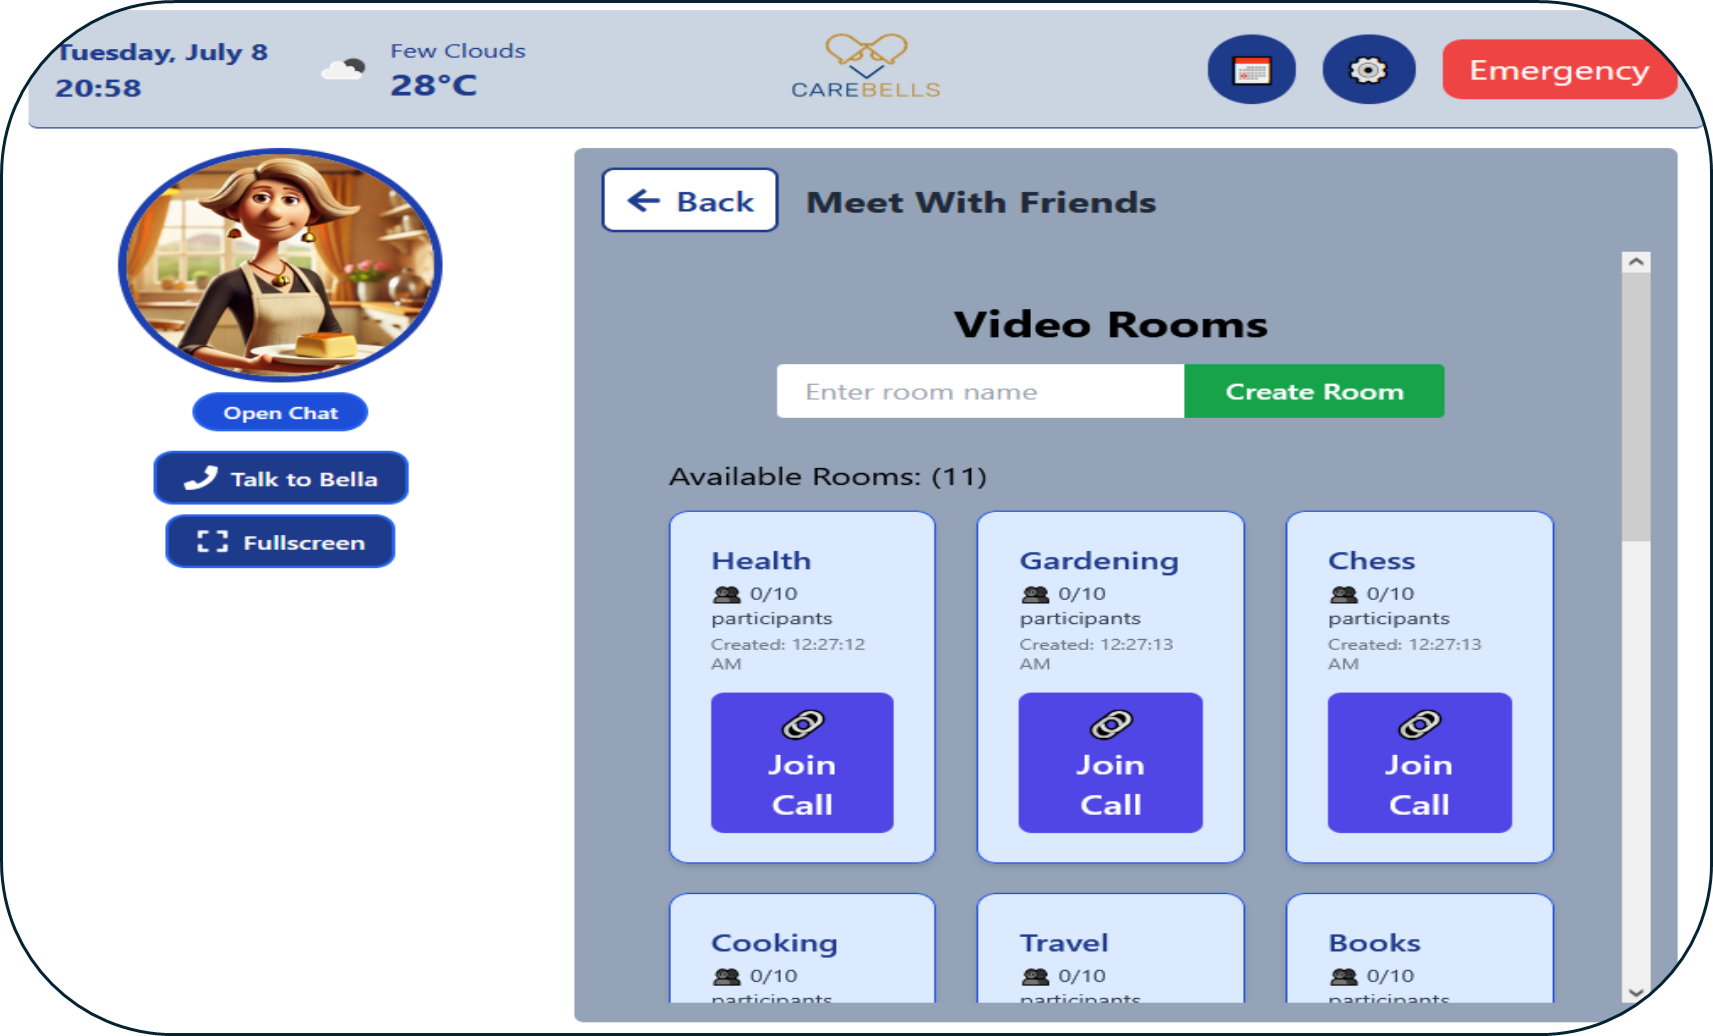 Tuesday, July 8
20:58
Few Clouds
28°C
CAREBELLS
Emergency
Open Chat
Talk to Bella
Fullscreen
Back
Meet With Friends
Video Rooms
Enter room name
Create Room
Available Rooms: (11)
Health
0/10
participants
Created: 12:27:12
AM
Join
Call
Gardening
0/10
participants
Created: 12:27:13
AM
Join
Call
Chess
0/10
participants
Created: 12:27:13
AM
Join
Call
Cooking
0/10
participants
Travel
0/10
participants
Books
0/10
participants